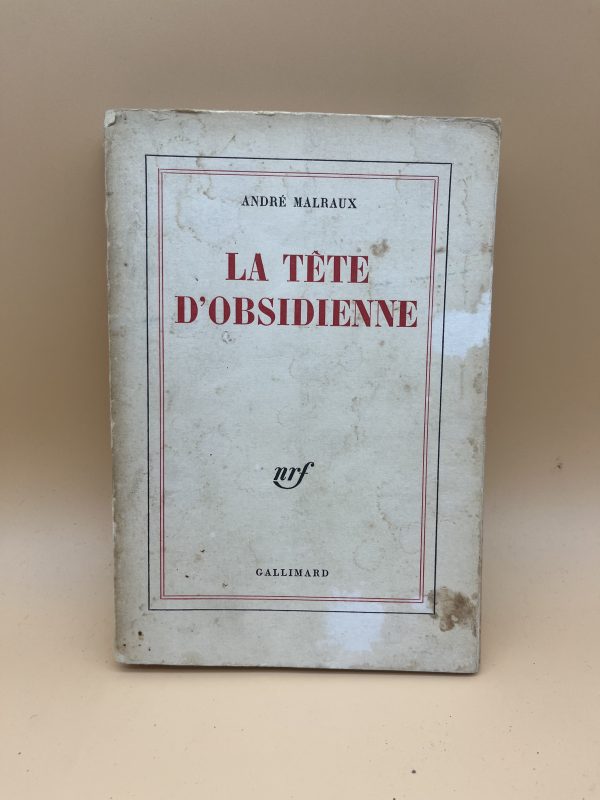 ANDRÉ MALRAUX
LA TÊTE
D'OBSIDIENNE
nrf
GALLIMARD